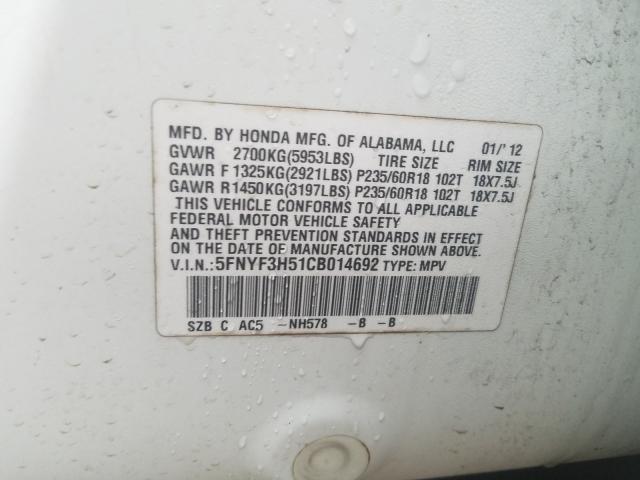 MFD. BY HONDA MFG. OF ALABAMA, LLC 01/'12
GVWR 2700KG(5953LBS) TIRE SIZE RIM SIZE
GAWR F 1325KG(2921LBS) P235/60R18 102T 18X7.5J
GAWR R1450KG(3197LBS) P235/60R18 102T 18X7.5J
THIS VEHICLE CONFORMS TO ALL APPLICABLE
FEDERAL MOTOR VEHICLE SAFETY
AND THEFT PREVENTION STANDARDS IN EFFECT
ON THE DATE OF MANUFACTURE SHOWN ABOVE.
V.I.N.:5FNYF3H51CB014692 TYPE: MPV
SZB C AC5 -NH578 -B -B